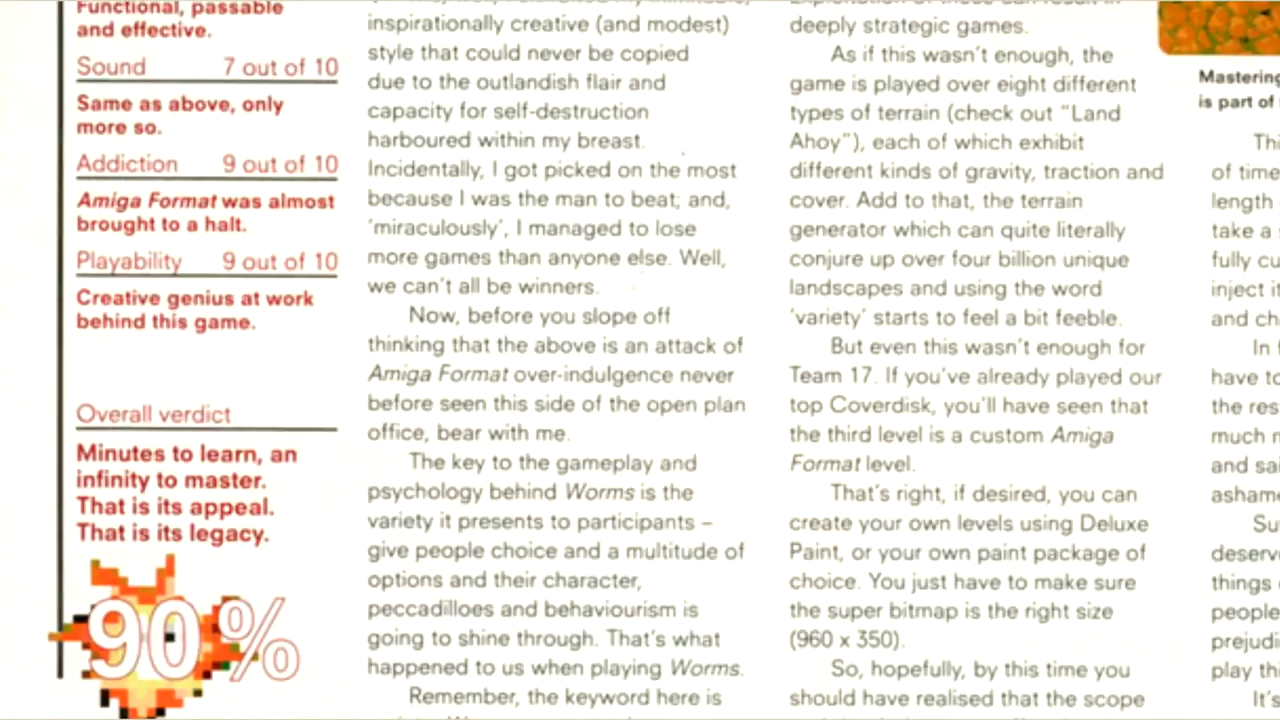 Functional, passable
and effective.
Sound 7 out of 10
Same as above, only
more so.
Addiction 9 out of 10
Amiga Format was almost
brought to a halt.
Playability 9 out of 10
Creative genius at work
behind this game.
Overall verdict
Minutes to learn, an
infinity to master.
That is its appeal.
That is its legacy.
90%
inspirationally creative (and modest)
style that could never be copied
due to the outlandish flair and
capacity for self-destruction
harboured within my breast.
Incidentally, I got picked on the most
because I was the man to beat; and,
'miraculously', I managed to lose
more games than anyone else. Well,
we can't all be winners.
Now, before you slope off
thinking that the above is an attack of
Amiga Format over-indulgence never
before seen this side of the open plan
office, bear with me.
The key to the gameplay and
psychology behind Worms is the
variety it presents to participants –
give people choice and a multitude of
options and their character,
peccadilloes and behaviourism is
going to shine through. That's what
happened to us when playing Worms.
Remember, the keyword here is
deeply strategic games.
As if this wasn't enough, the
game is played over eight different
types of terrain (check out "Land
Ahoy"), each of which exhibit
different kinds of gravity, traction and
cover. Add to that, the terrain
generator which can quite literally
conjure up over four billion unique
landscapes and using the word
'variety' starts to feel a bit feeble.
But even this wasn't enough for
Team 17. If you've already played our
top Coverdisk, you'll have seen that
the third level is a custom Amiga
Format level.
That's right, if desired, you can
create your own levels using Deluxe
Paint, or your own paint package of
choice. You just have to make sure
the super bitmap is the right size
(960 x 350).
So, hopefully, by this time you
should have realised that the scope
Mastering
is part of
Thi
of time
length
take a
fully cu
inject it
and ch
In
have to
the res
much
and sai
asham
Su
deserv
things
people
prejudi
play th
It's